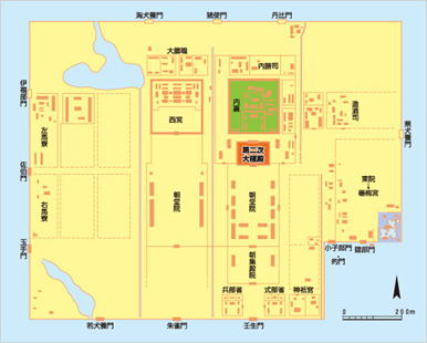 海犬養門
猪使門
丹比門
大膳職
内膳司
伊福部門
内裏
造酒司
西宮
左馬寮
県犬養門
第二次
大極殿
佐伯門
東院
楊梅宮
右馬寮
朝堂院
朝堂院
玉手門
小子部門
建部門
的門
朝集殿院
兵部省
式部省
神祇官
若犬養門
朱雀門
壬生門
0
200m